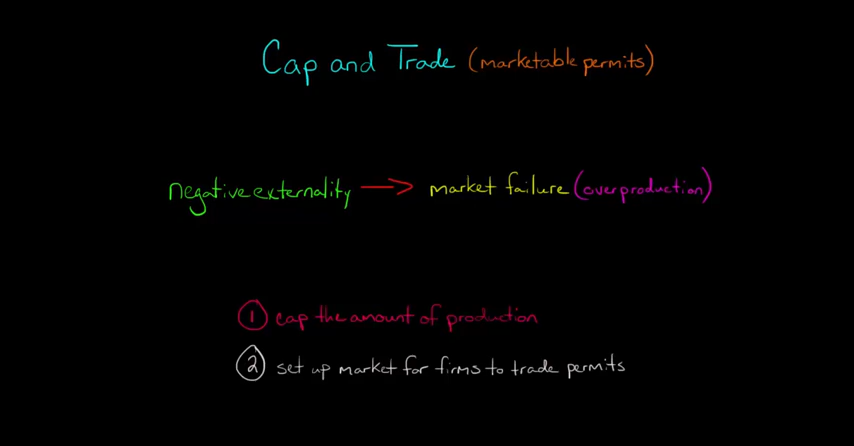 Cap and Trade (marketable permits)
negative externality → market failure (overproduction)
① cap the amount of production
② set up market for firms to trade permits